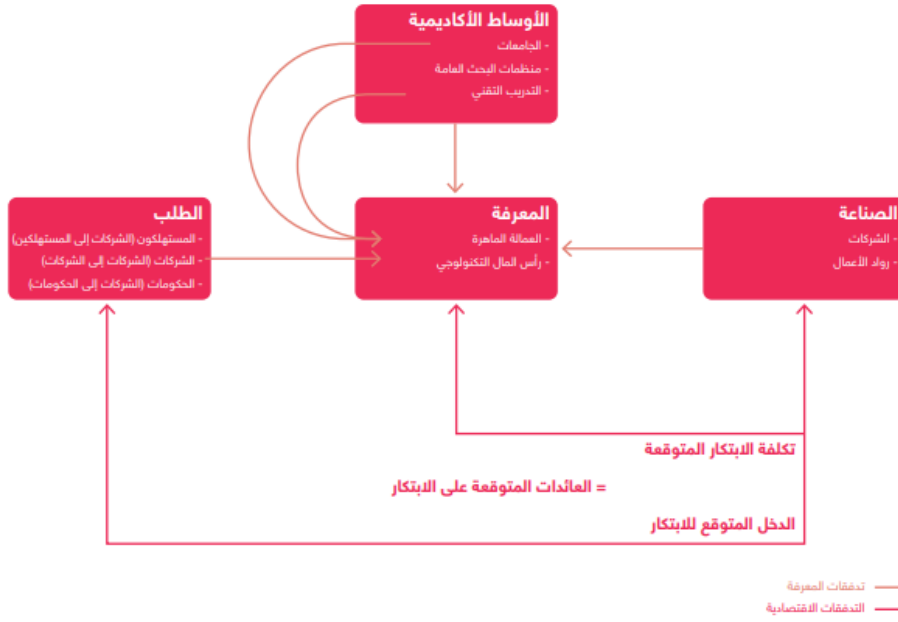 الأوساط الأكاديمية
- الجامعات
- منظمات البحث العامة
- التدريب التقني
الصناعة
- الشركات
- رواد الأعمال
المعرفة
- العمالة الماهرة
- رأس المال التكنولوجي
الطلب
- المستهلكون (الشركات إلى المستهلكين)
- الشركات (الشركات إلى الشركات)
- الحكومات (الشركات إلى الحكومات)
تكلفة الابتكار المتوقعة
= العائدات المتوقعة على الابتكار
الدخل المتوقع للابتكار
تدفقات المعرفة
التدفقات الاقتصادية